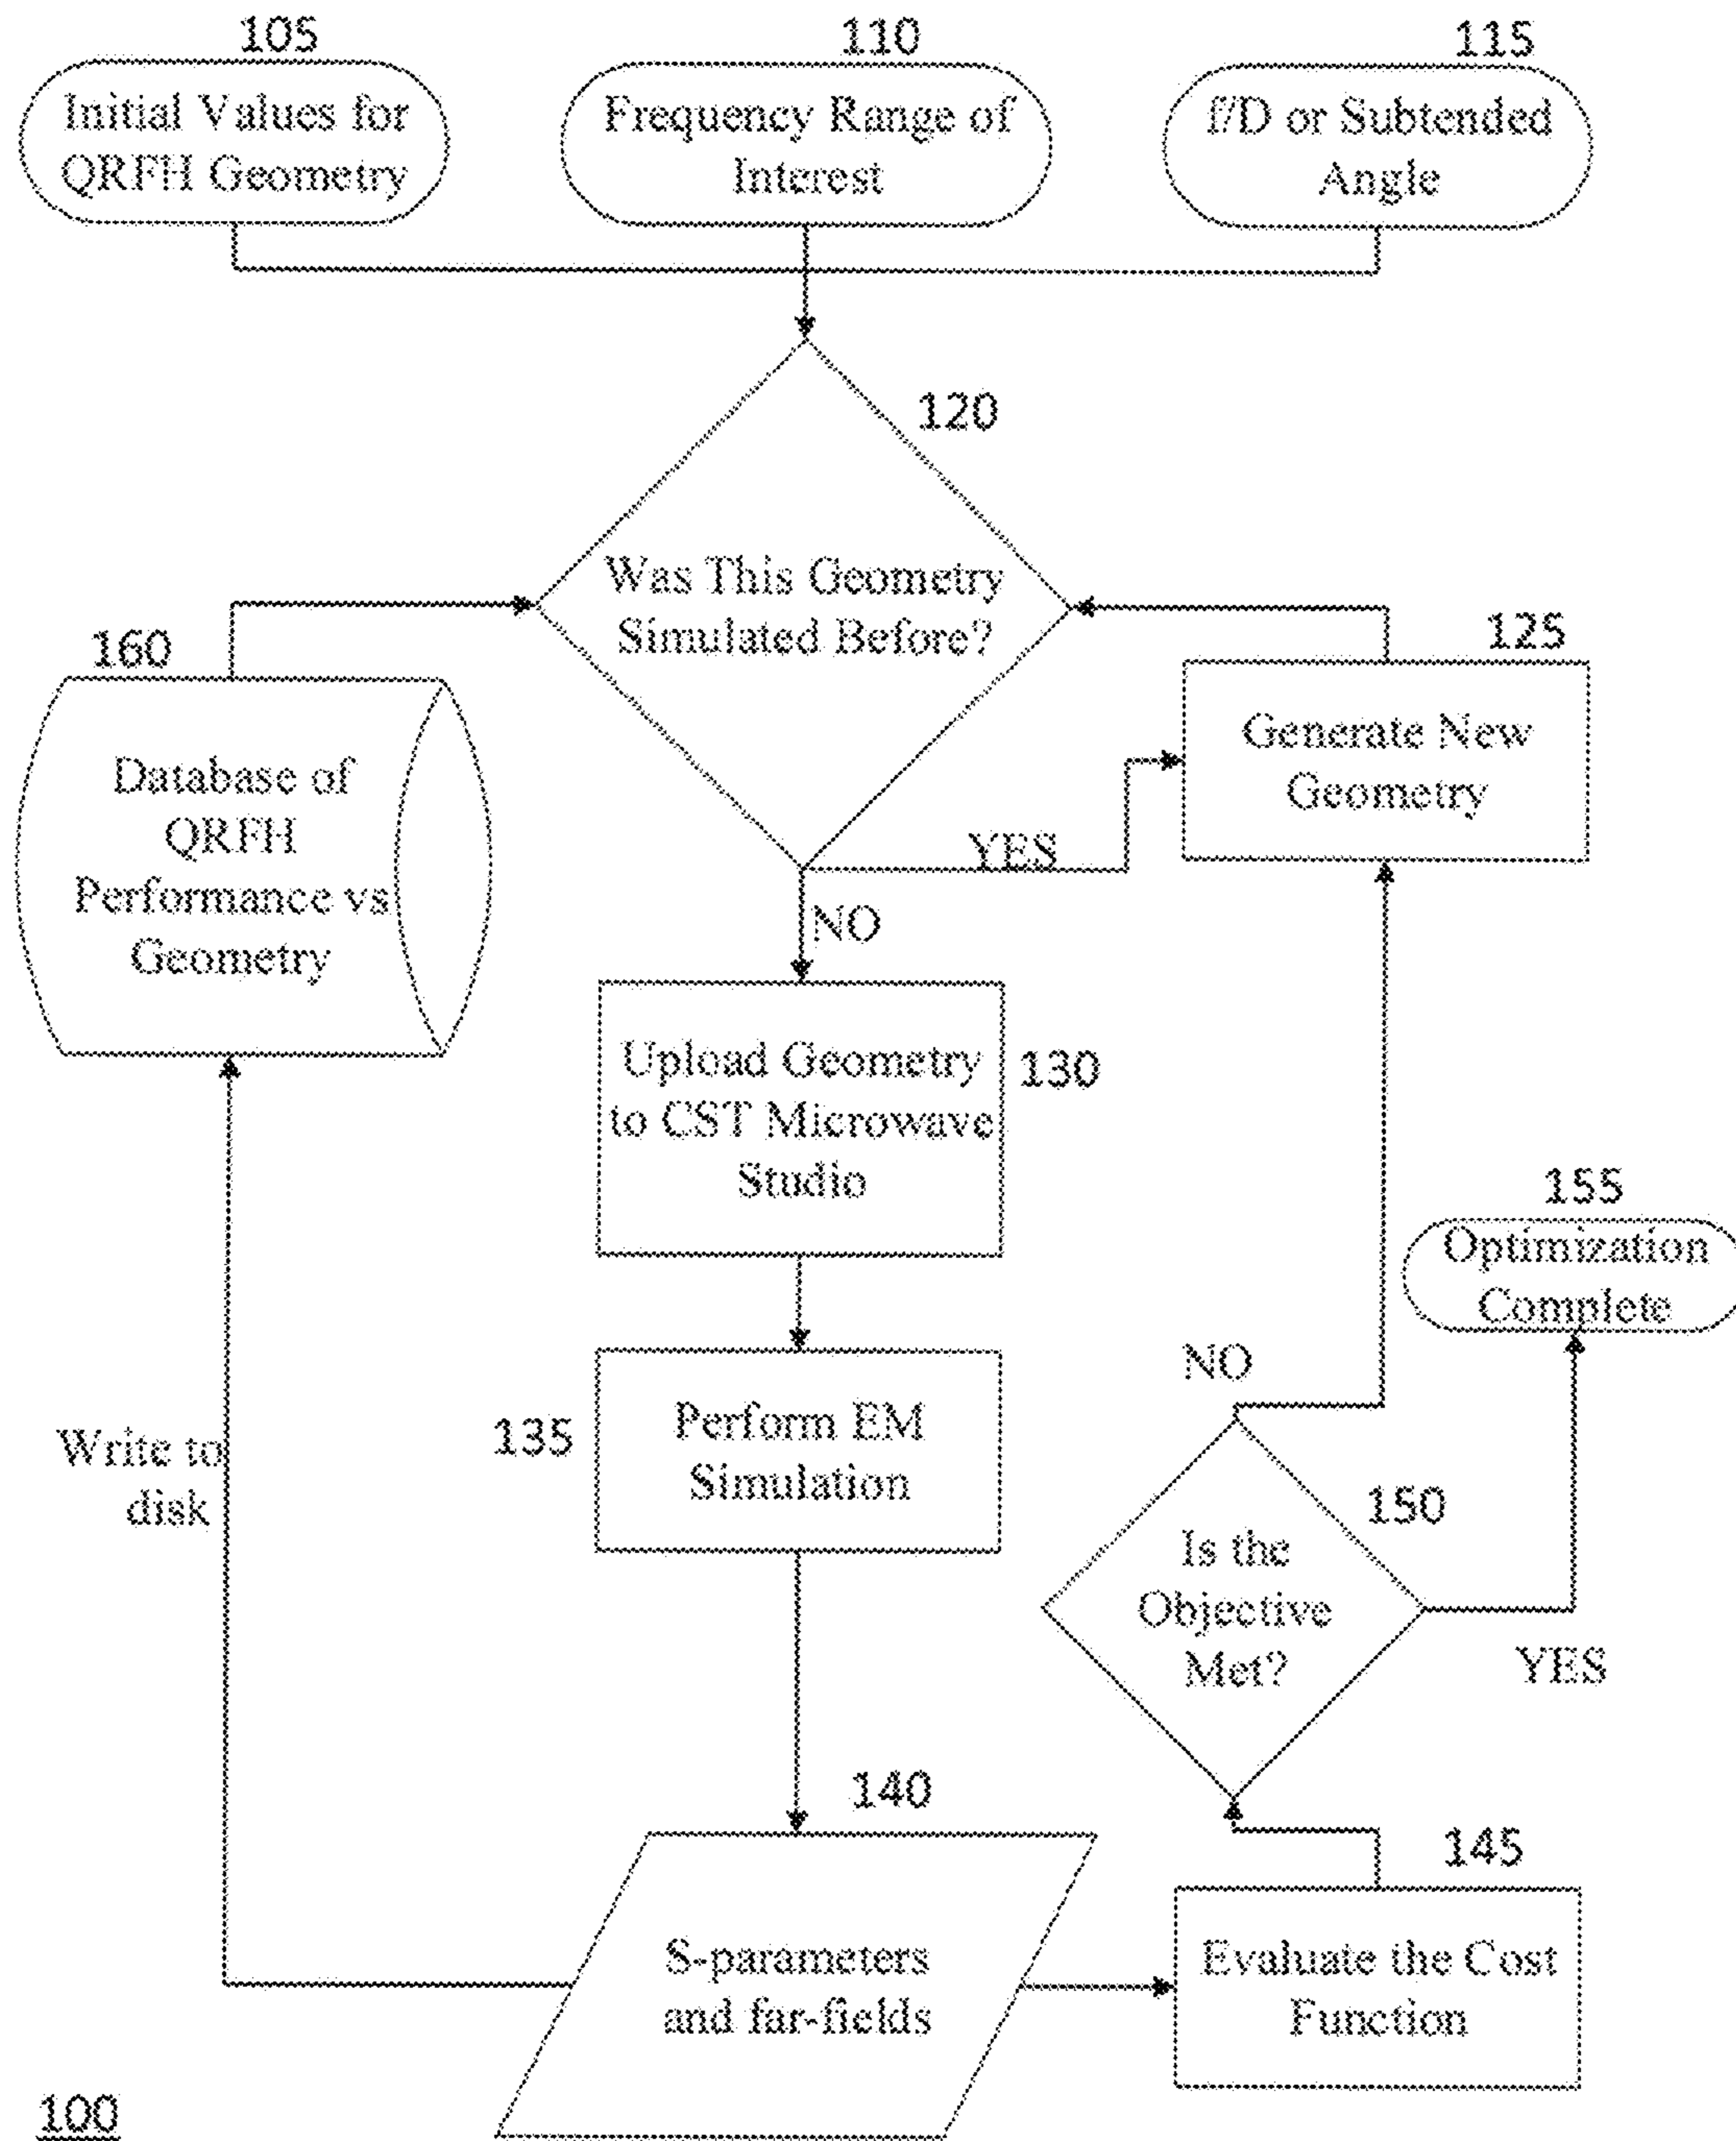 105
110
115
Initial Values for
QRFH Geometry
Frequency Range of
Interest
f/D or Subtended
Angle
120
Was This Geometry
Simulated Before?
160
125
Database of
QRFH
Performance vs
Geometry
Generate New
Geometry
YES
NO
Upload Geometry
to CST Microwave
Studio
130
155
Optimization
Complete
NO
Perform EM
Simulation
135
Write to
disk
150
Is the
Objective
Met?
YES
140
145
S-parameters
and far-fields
Evaluate the Cost
Function
100